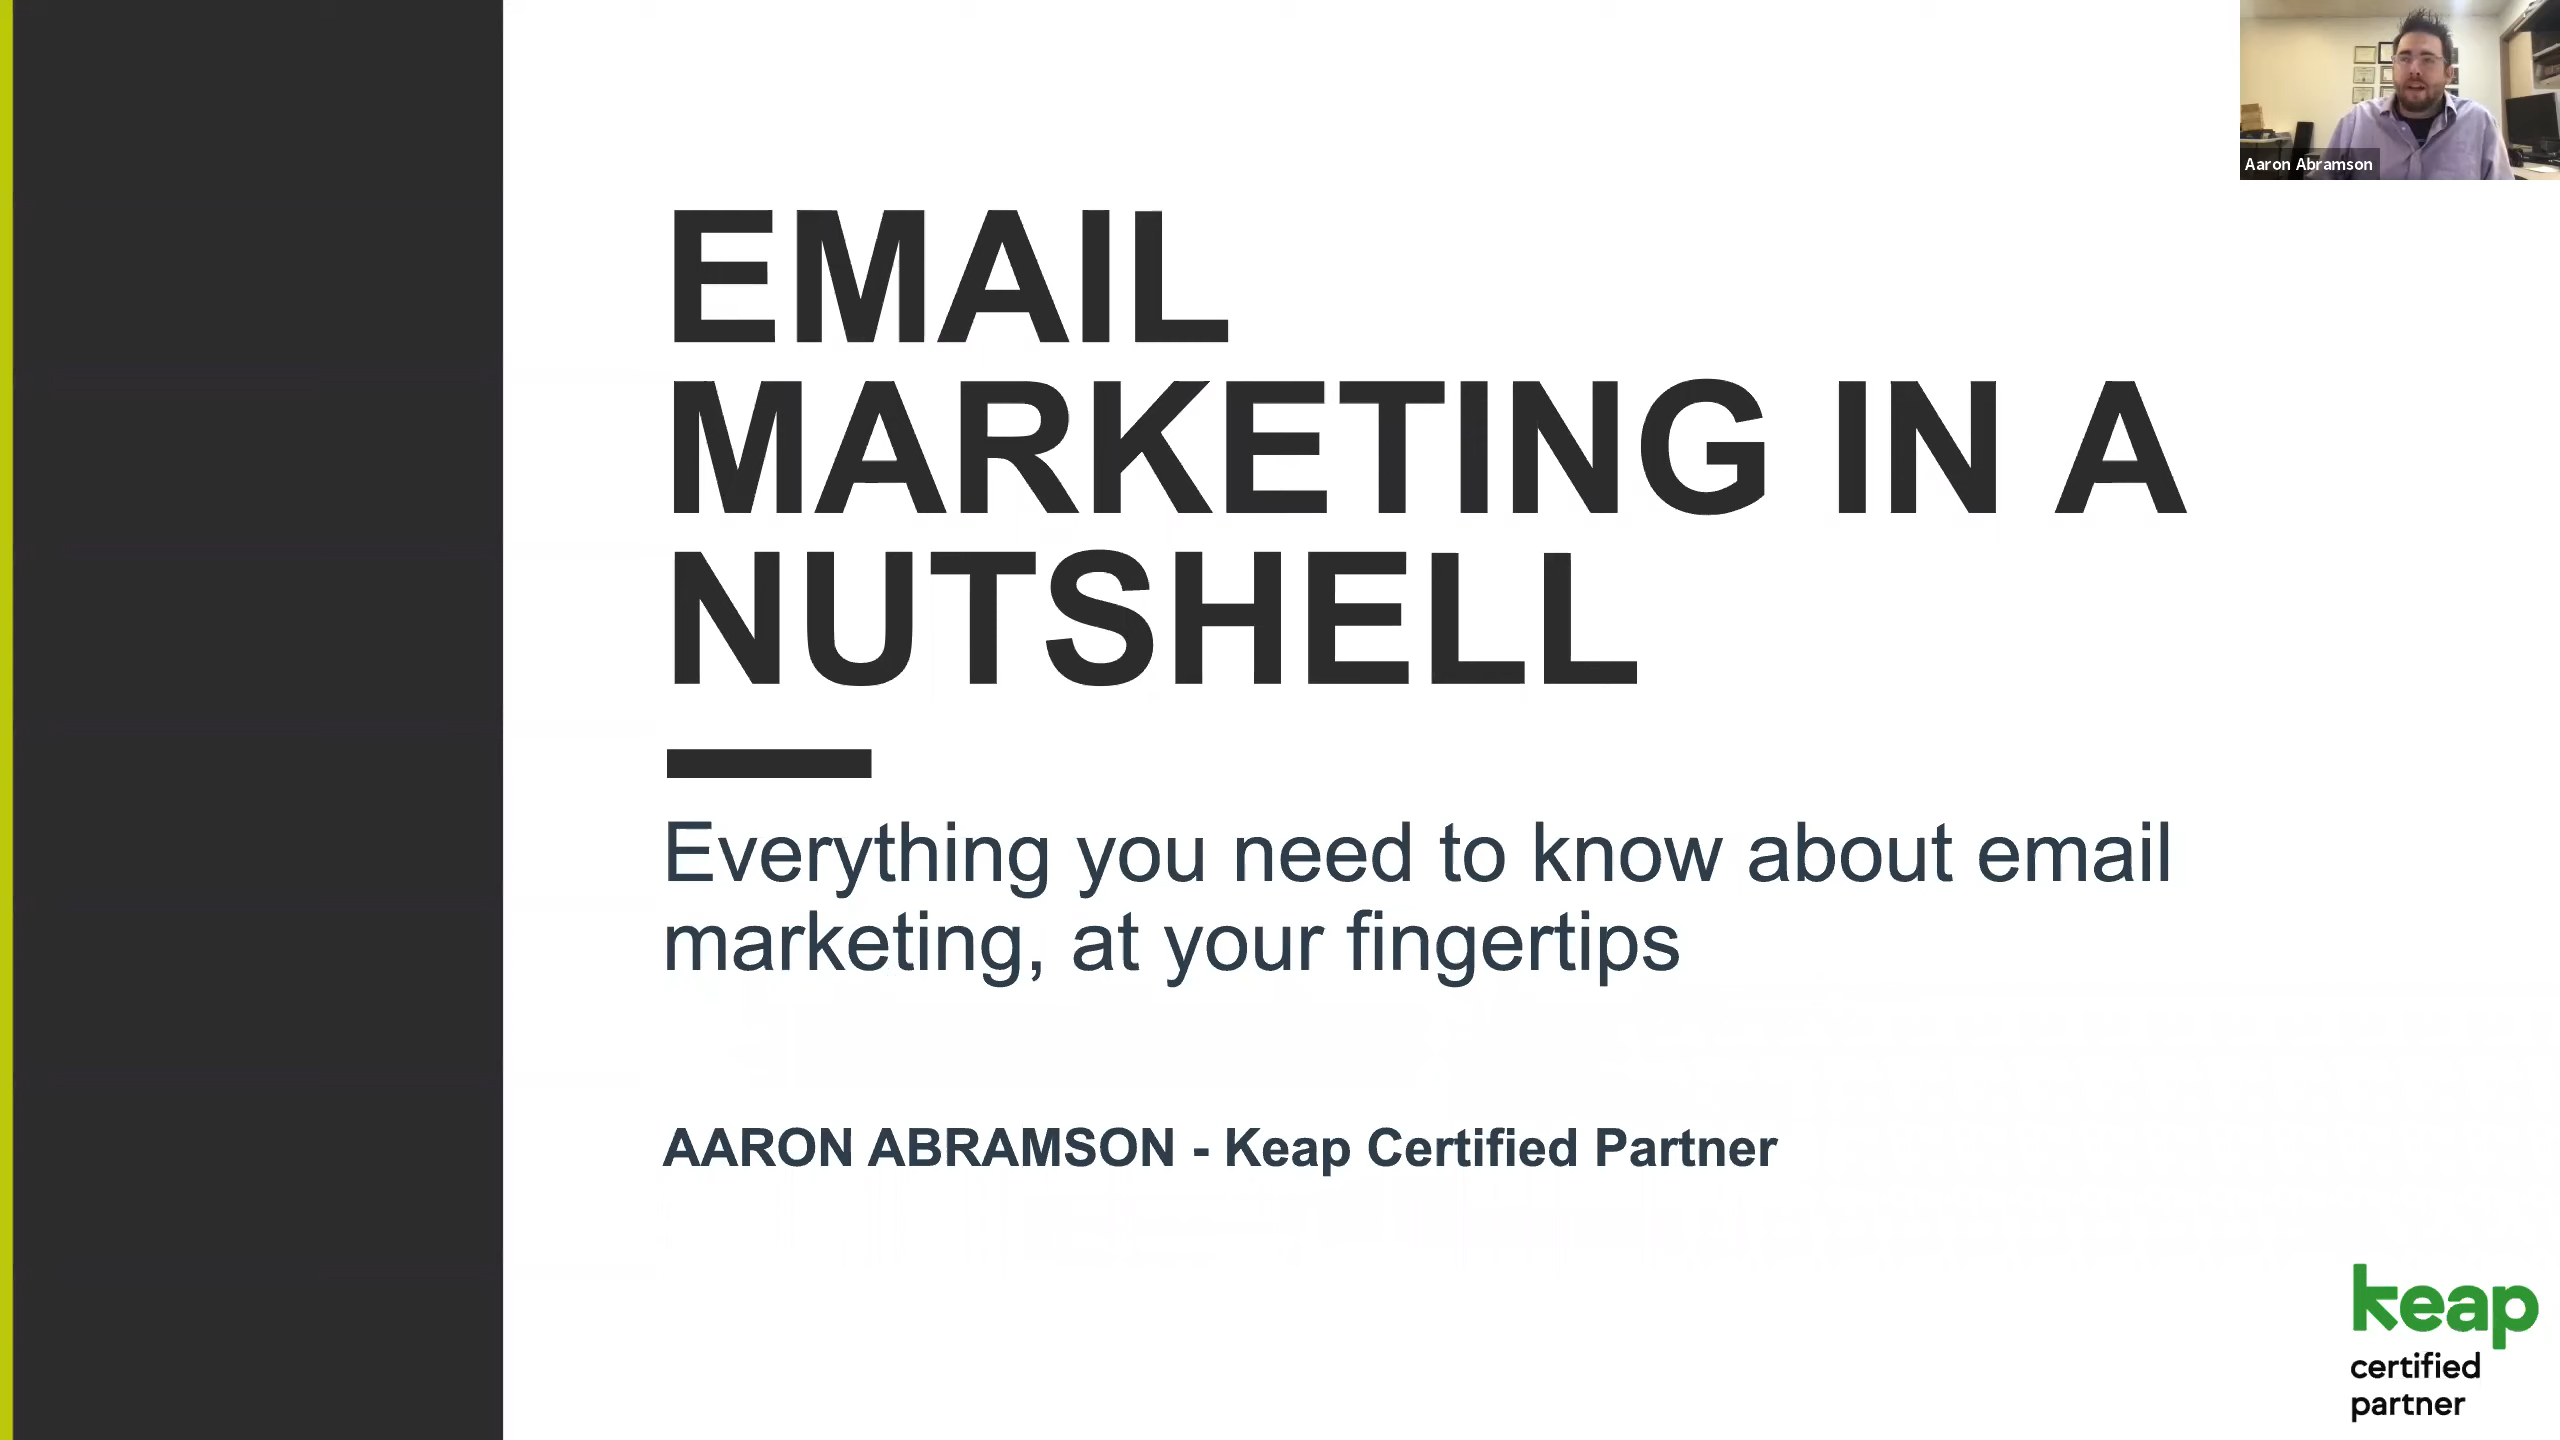 Aaron Abramson
EMAIL
MARKETING IN A
NUTSHELL
Everything you need to know about email
marketing, at your fingertips
AARON ABRAMSON - Keap Certified Partner
keap
certified
partner